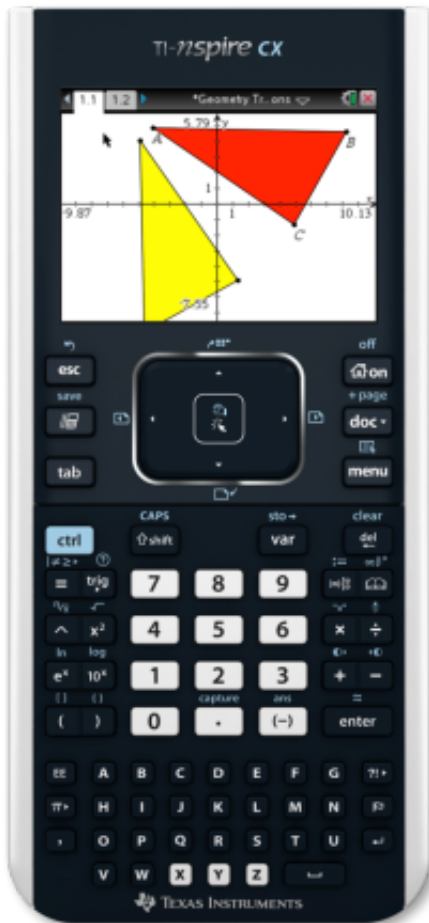 TI-nspire CX
1.1 1.2 *Geomety Tr...ons
5.79 y
A
B
1
x
-9.87 1 10.13
C
-7.55
off
esc on
save +page
doc
tab menu
CAPS sto→ clear
ctrl ⇧shift var del
|≠≥▸ ? :=
= trig 7 8 9
^ x² 4 5 6 × ÷
ln log
eˣ 10ˣ 1 2 3 + −
[ ] { } capture ans ≈
( ) 0 . (−) enter
EE A B C D E F G ?!▸
π▸ H I J K L M N
, O P Q R S T U
V W X Y Z
TEXAS INSTRUMENTS